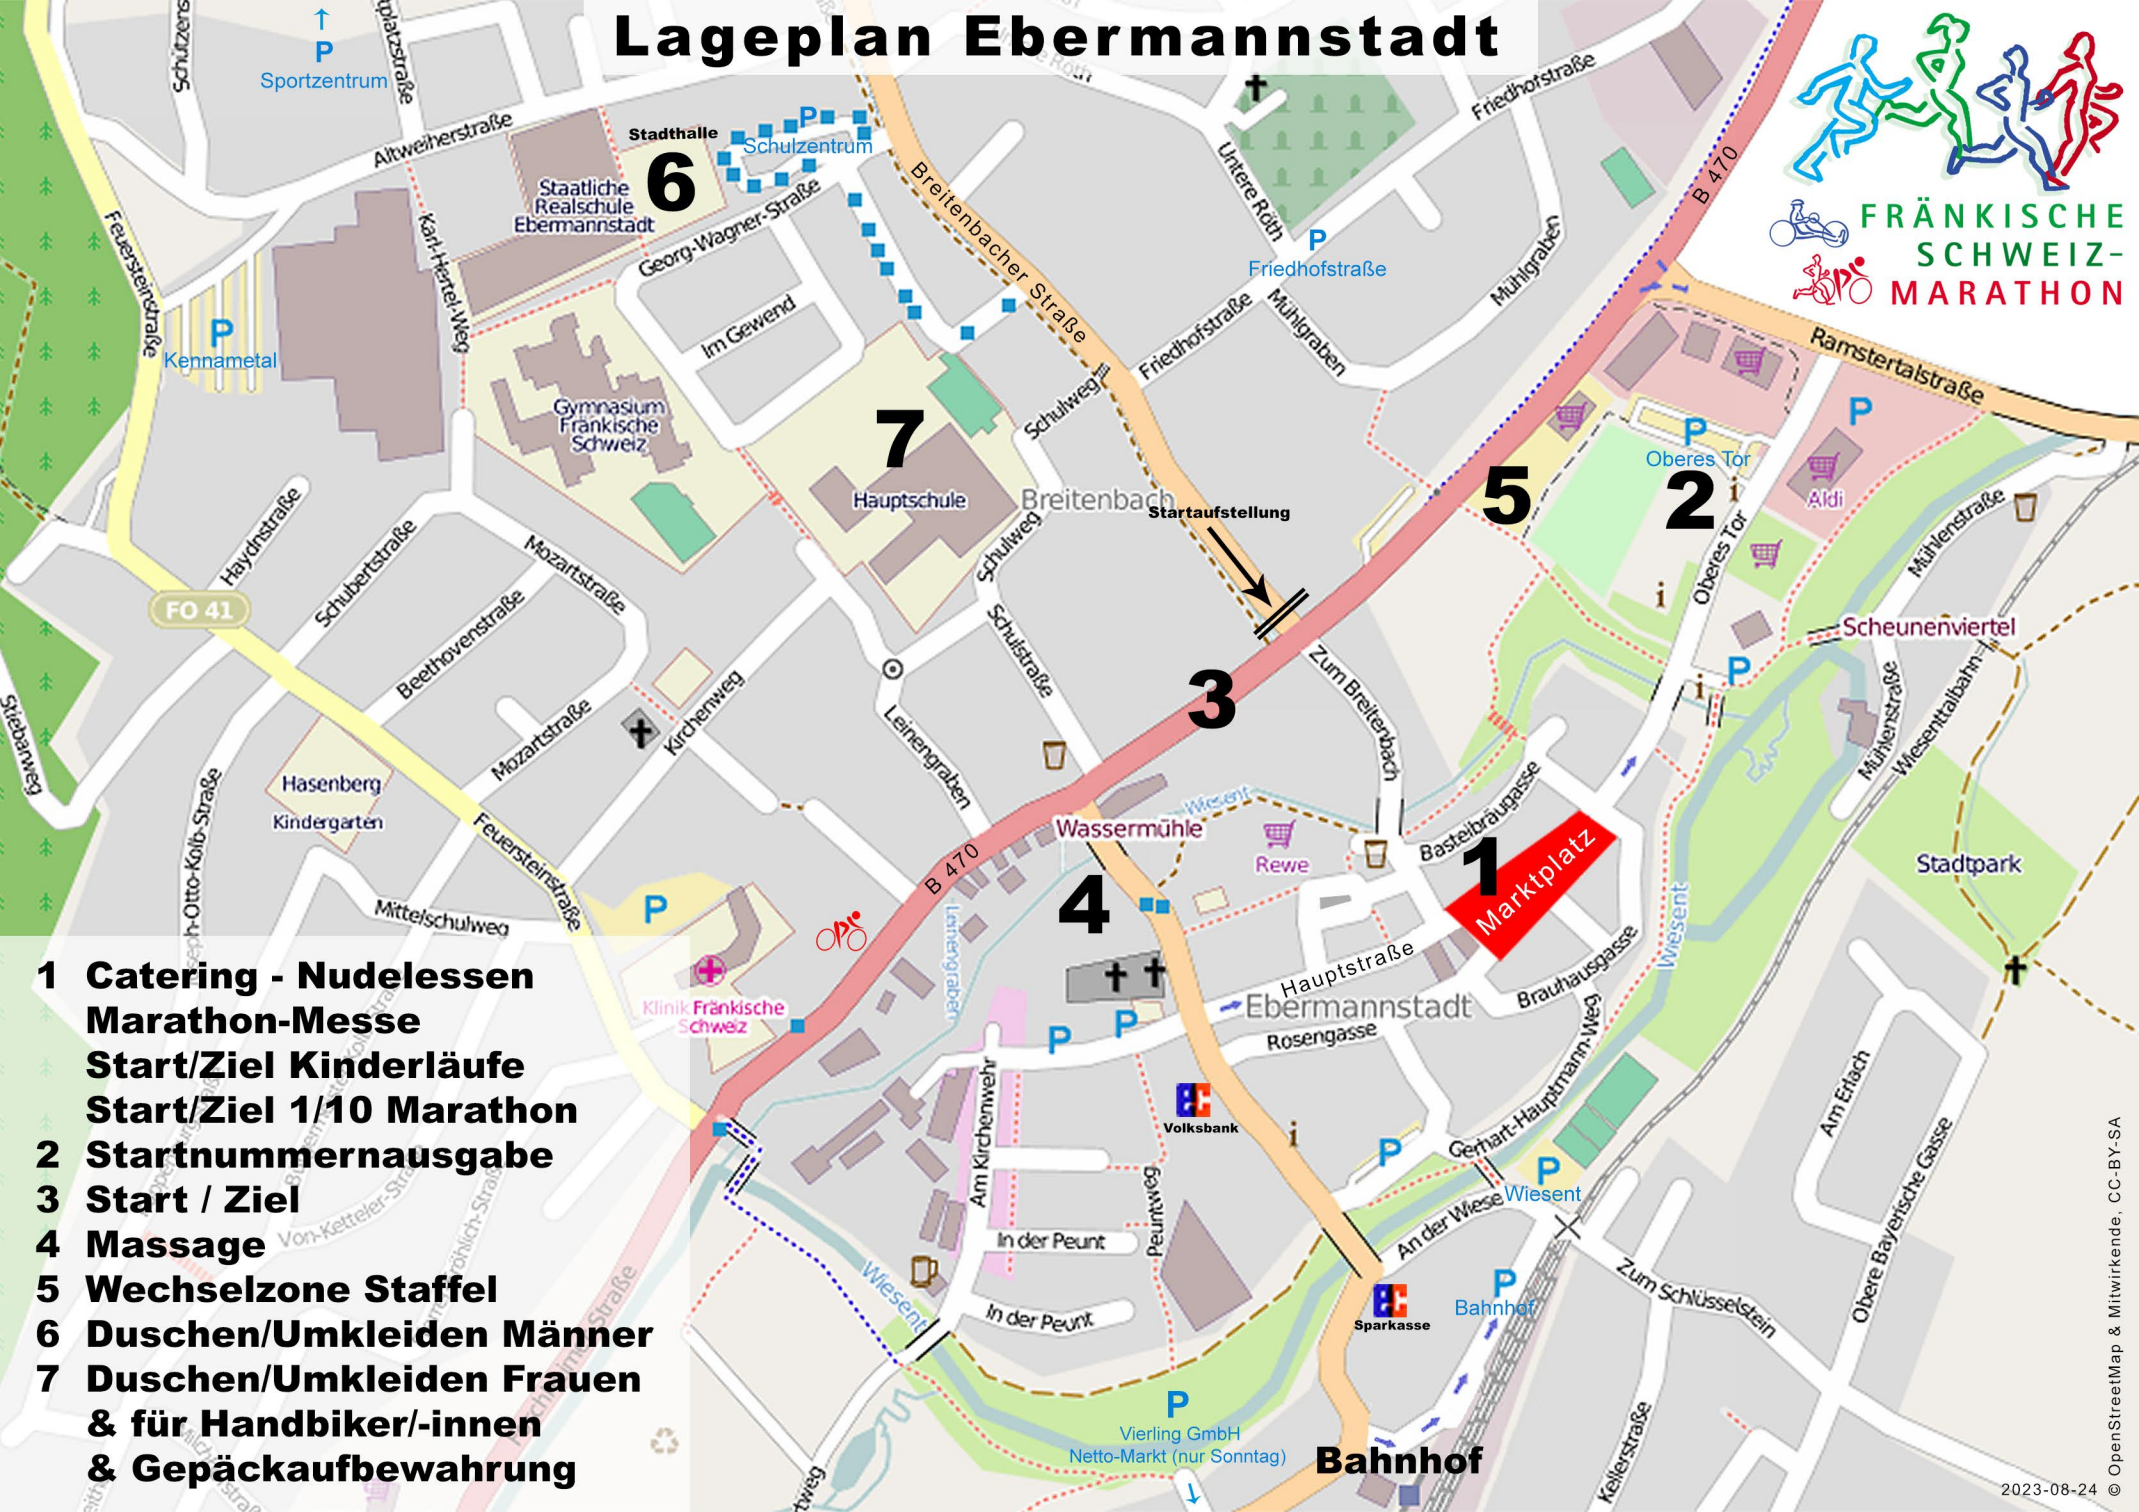 Lageplan Ebermannstadt
P
Sportzentrum
Schützens
tplatzstraße
Altweiherstraße
Stadthalle
6
P
Schulzentrum
Staatliche
Realschule
Ebermannstadt
Georg-Wagner-Straße
Im Gewend
Karl-Hertel-Weg
Feuersteinstraße
P
Kennametal
Gymnasium
Fränkische
Schweiz
7
Hauptschule
Breitenbacher Straße
Untere Röth
Friedhofstraße
P
Friedhofstraße
Friedhofstraße
Mühlgraben
Mühlgraben
B 470
FRÄNKISCHE
SCHWEIZ-
MARATHON
Ramstertalstraße
Schulweg
Breitenbach
Startaufstellung
Schulweg
Schulstraße
5
P
Oberes Tor
2
i
P
Aldi
Oberes Tor
i
Mühlenstraße
Scheunenviertel
P
i
Mühlenstraße
Wiesenttalbahn
Stadtpark
Haydnstraße
Schubertstraße
Mozartstraße
Beethovenstraße
Mozartstraße
FO 41
Stiebarweg
Kirchenweg
Leinengraben
3
Zum Breitenbach
Hasenberg
Kindergarten
Feuersteinstraße
Mittelschulweg
P
Klinik Fränkische
Schweiz
B 470
Wassermühle
Wiesent
Rewe
Bastelbräugasse
1
Marktplatz
4
Leinengraben
Hauptstraße
Ebermannstadt
Rosengasse
Brauhausgasse
Wiesent
P
P
Gerhart-Hauptmann-Weg
Volksbank
i
P
P
Wiesent
An der Wiese
Am Kirchenwehr
Peuntweg
In der Peunt
In der Peunt
Wiesent
Sparkasse
P
Bahnhof
Zum Schlüsselstein
Am Erlach
Obere Bayerische Gasse
Kellerstraße
P
Vierling GmbH
Netto-Markt (nur Sonntag)
Bahnhof
Von-Ketteler-Straße
1 Catering - Nudelessen
Marathon-Messe
Start/Ziel Kinderläufe
Start/Ziel 1/10 Marathon
2 Startnummernausgabe
3 Start / Ziel
4 Massage
5 Wechselzone Staffel
6 Duschen/Umkleiden Männer
7 Duschen/Umkleiden Frauen
& für Handbiker/-innen
& Gepäckaufbewahrung
2023-08-24 © OpenStreetMap & Mitwirkende, CC-BY-SA